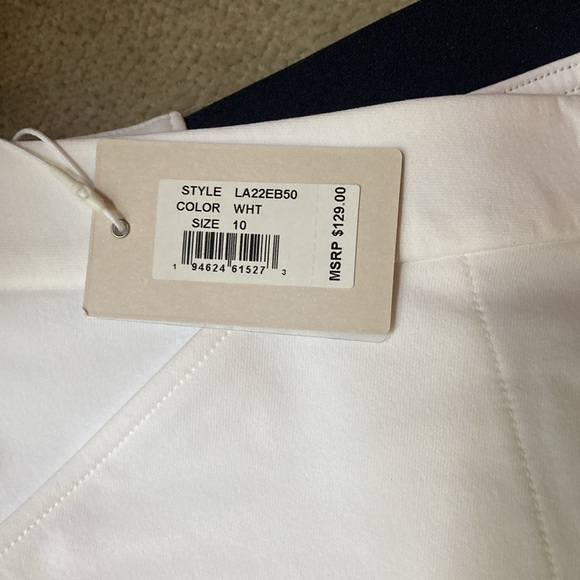 STYLE LA22EB50
COLOR WHT
SIZE 10
1 94624 61527 3
MSRP $129.00